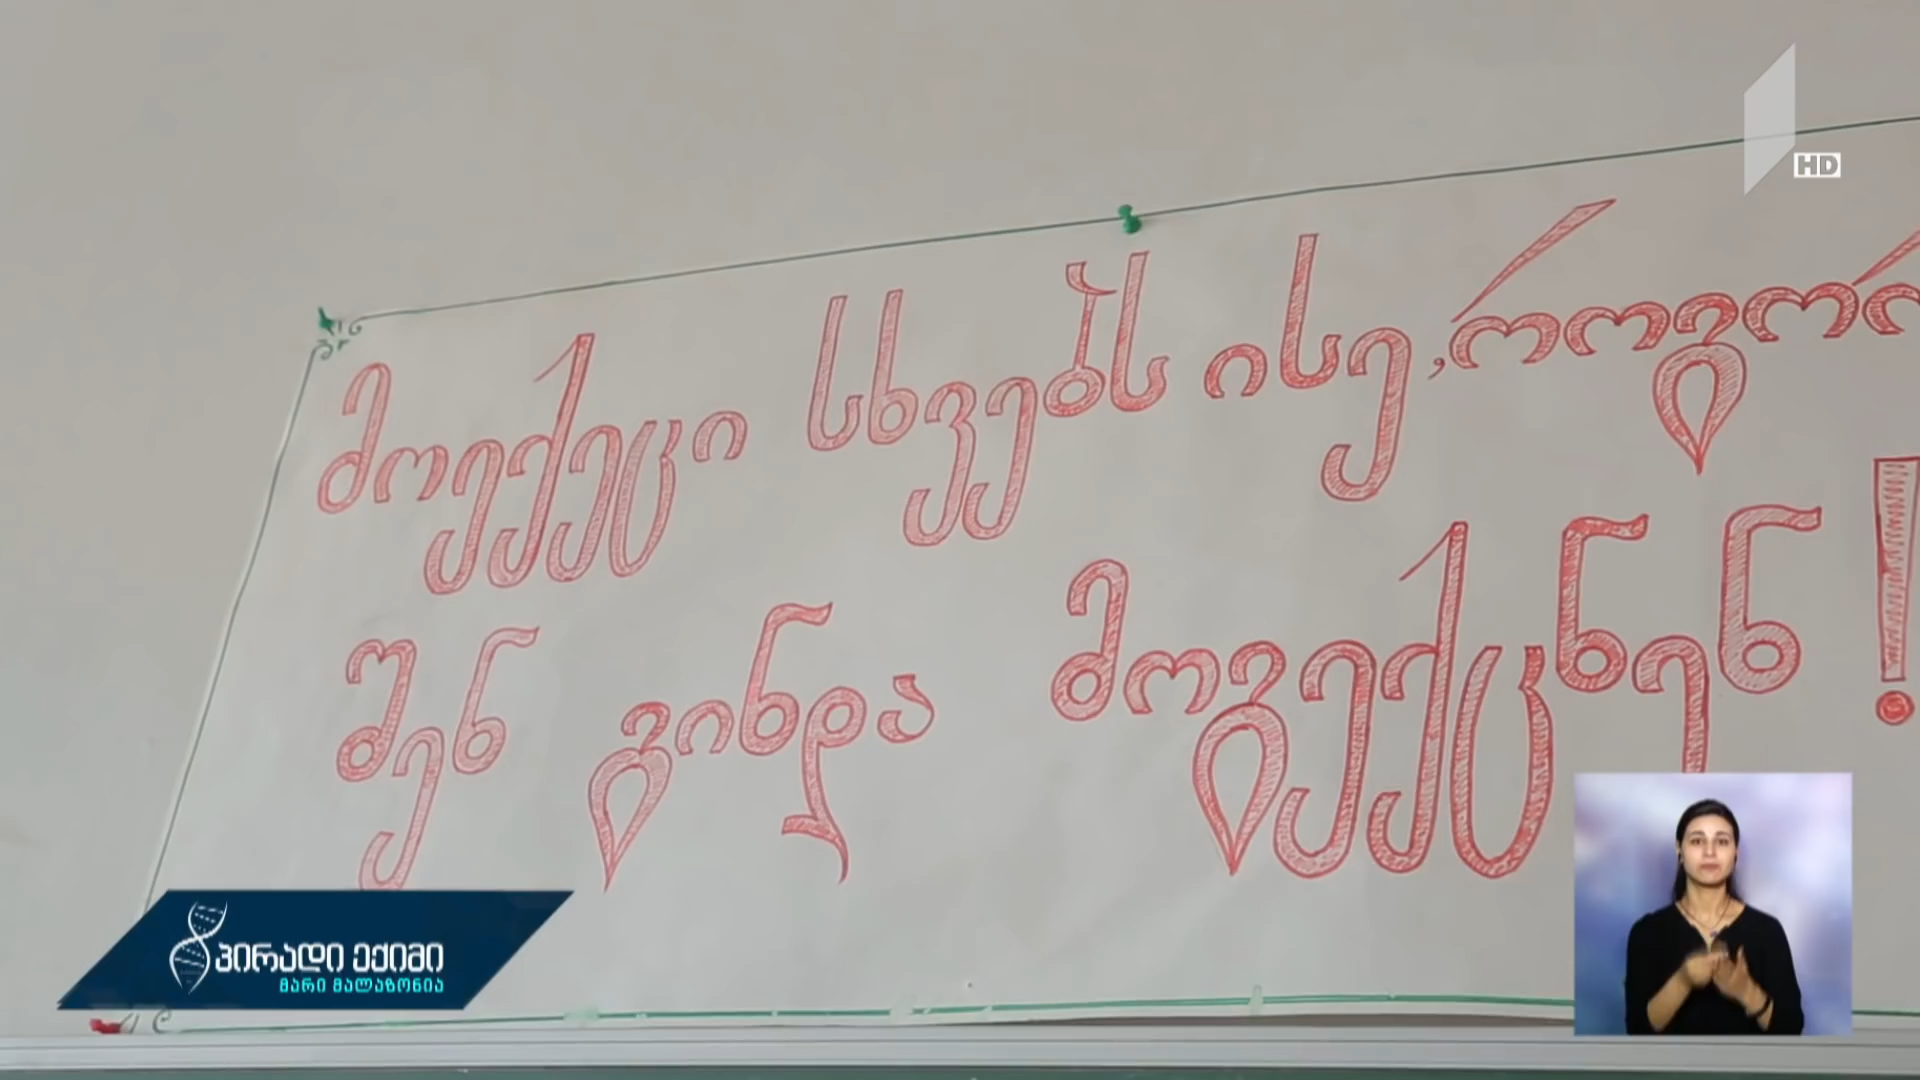 HD
მოექეცი სხვებს ისე, როგორ
შენ გინდა მოგექცნენ!
პირადი ექიმი
მარი მალაზონია